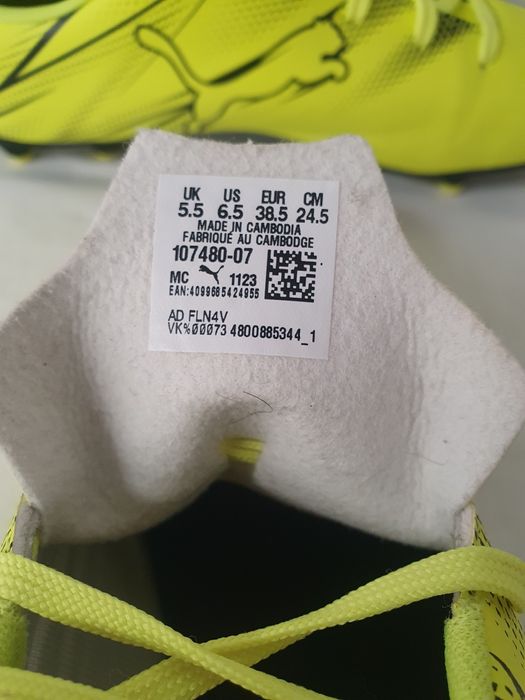 UK US EUR CM
5.5 6.5 38.5 24.5
MADE IN CAMBODIA
FABRIQUÉ AU CAMBODGE
107480-07
MC 1123
EAN:4099685424955
AD FLN4V
VK%00073 4800885344_1